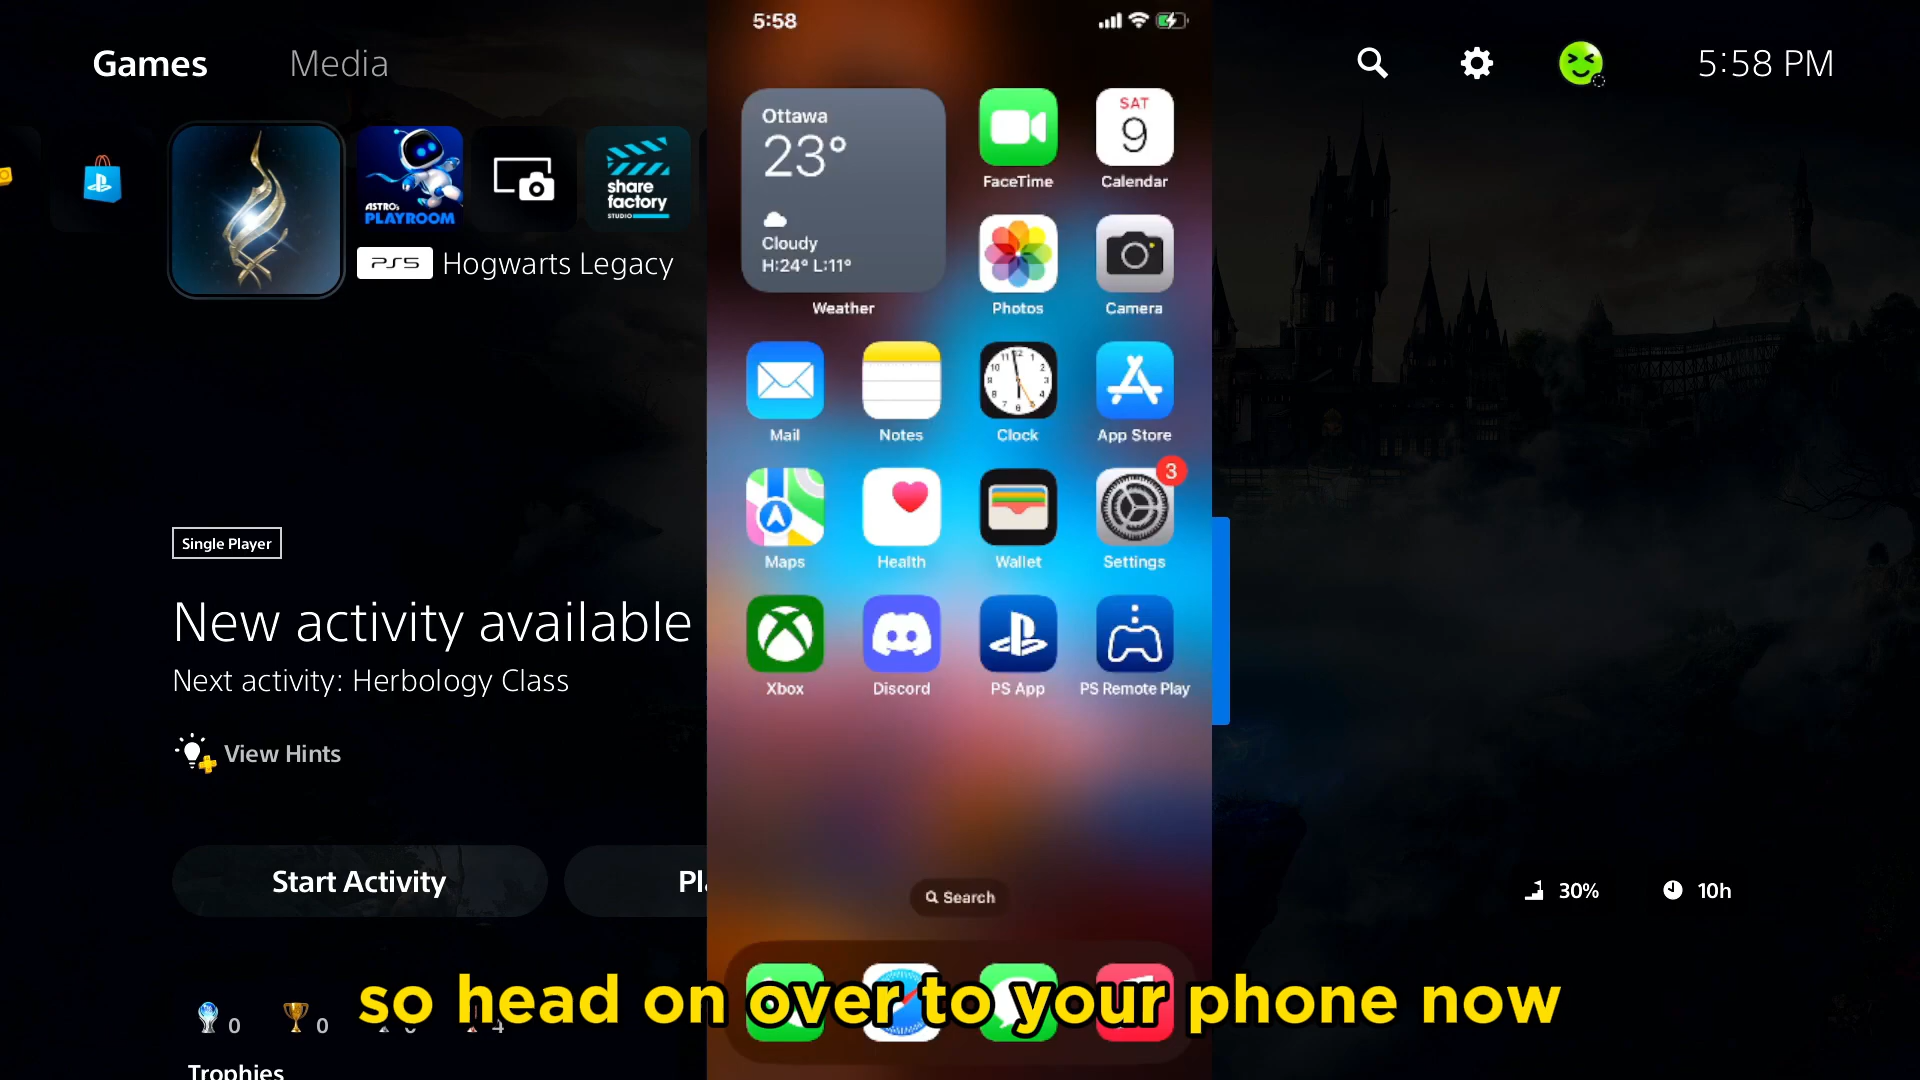 Games
Media
5:58 PM
ASTRO's
PLAYROOM
share
factory
STUDIO
PS5
Hogwarts Legacy
Single Player
New activity available
Next activity: Herbology Class
View Hints
Start Activity
0
0
Trophies
30%
10h
5:58
Ottawa
23°
Cloudy
H:24° L:11°
Weather
FaceTime
SAT
9
Calendar
Photos
Camera
Mail
Notes
Clock
App Store
Maps
Health
Wallet
3
Settings
Xbox
Discord
PS App
PS Remote Play
Search
so head on over to your phone now